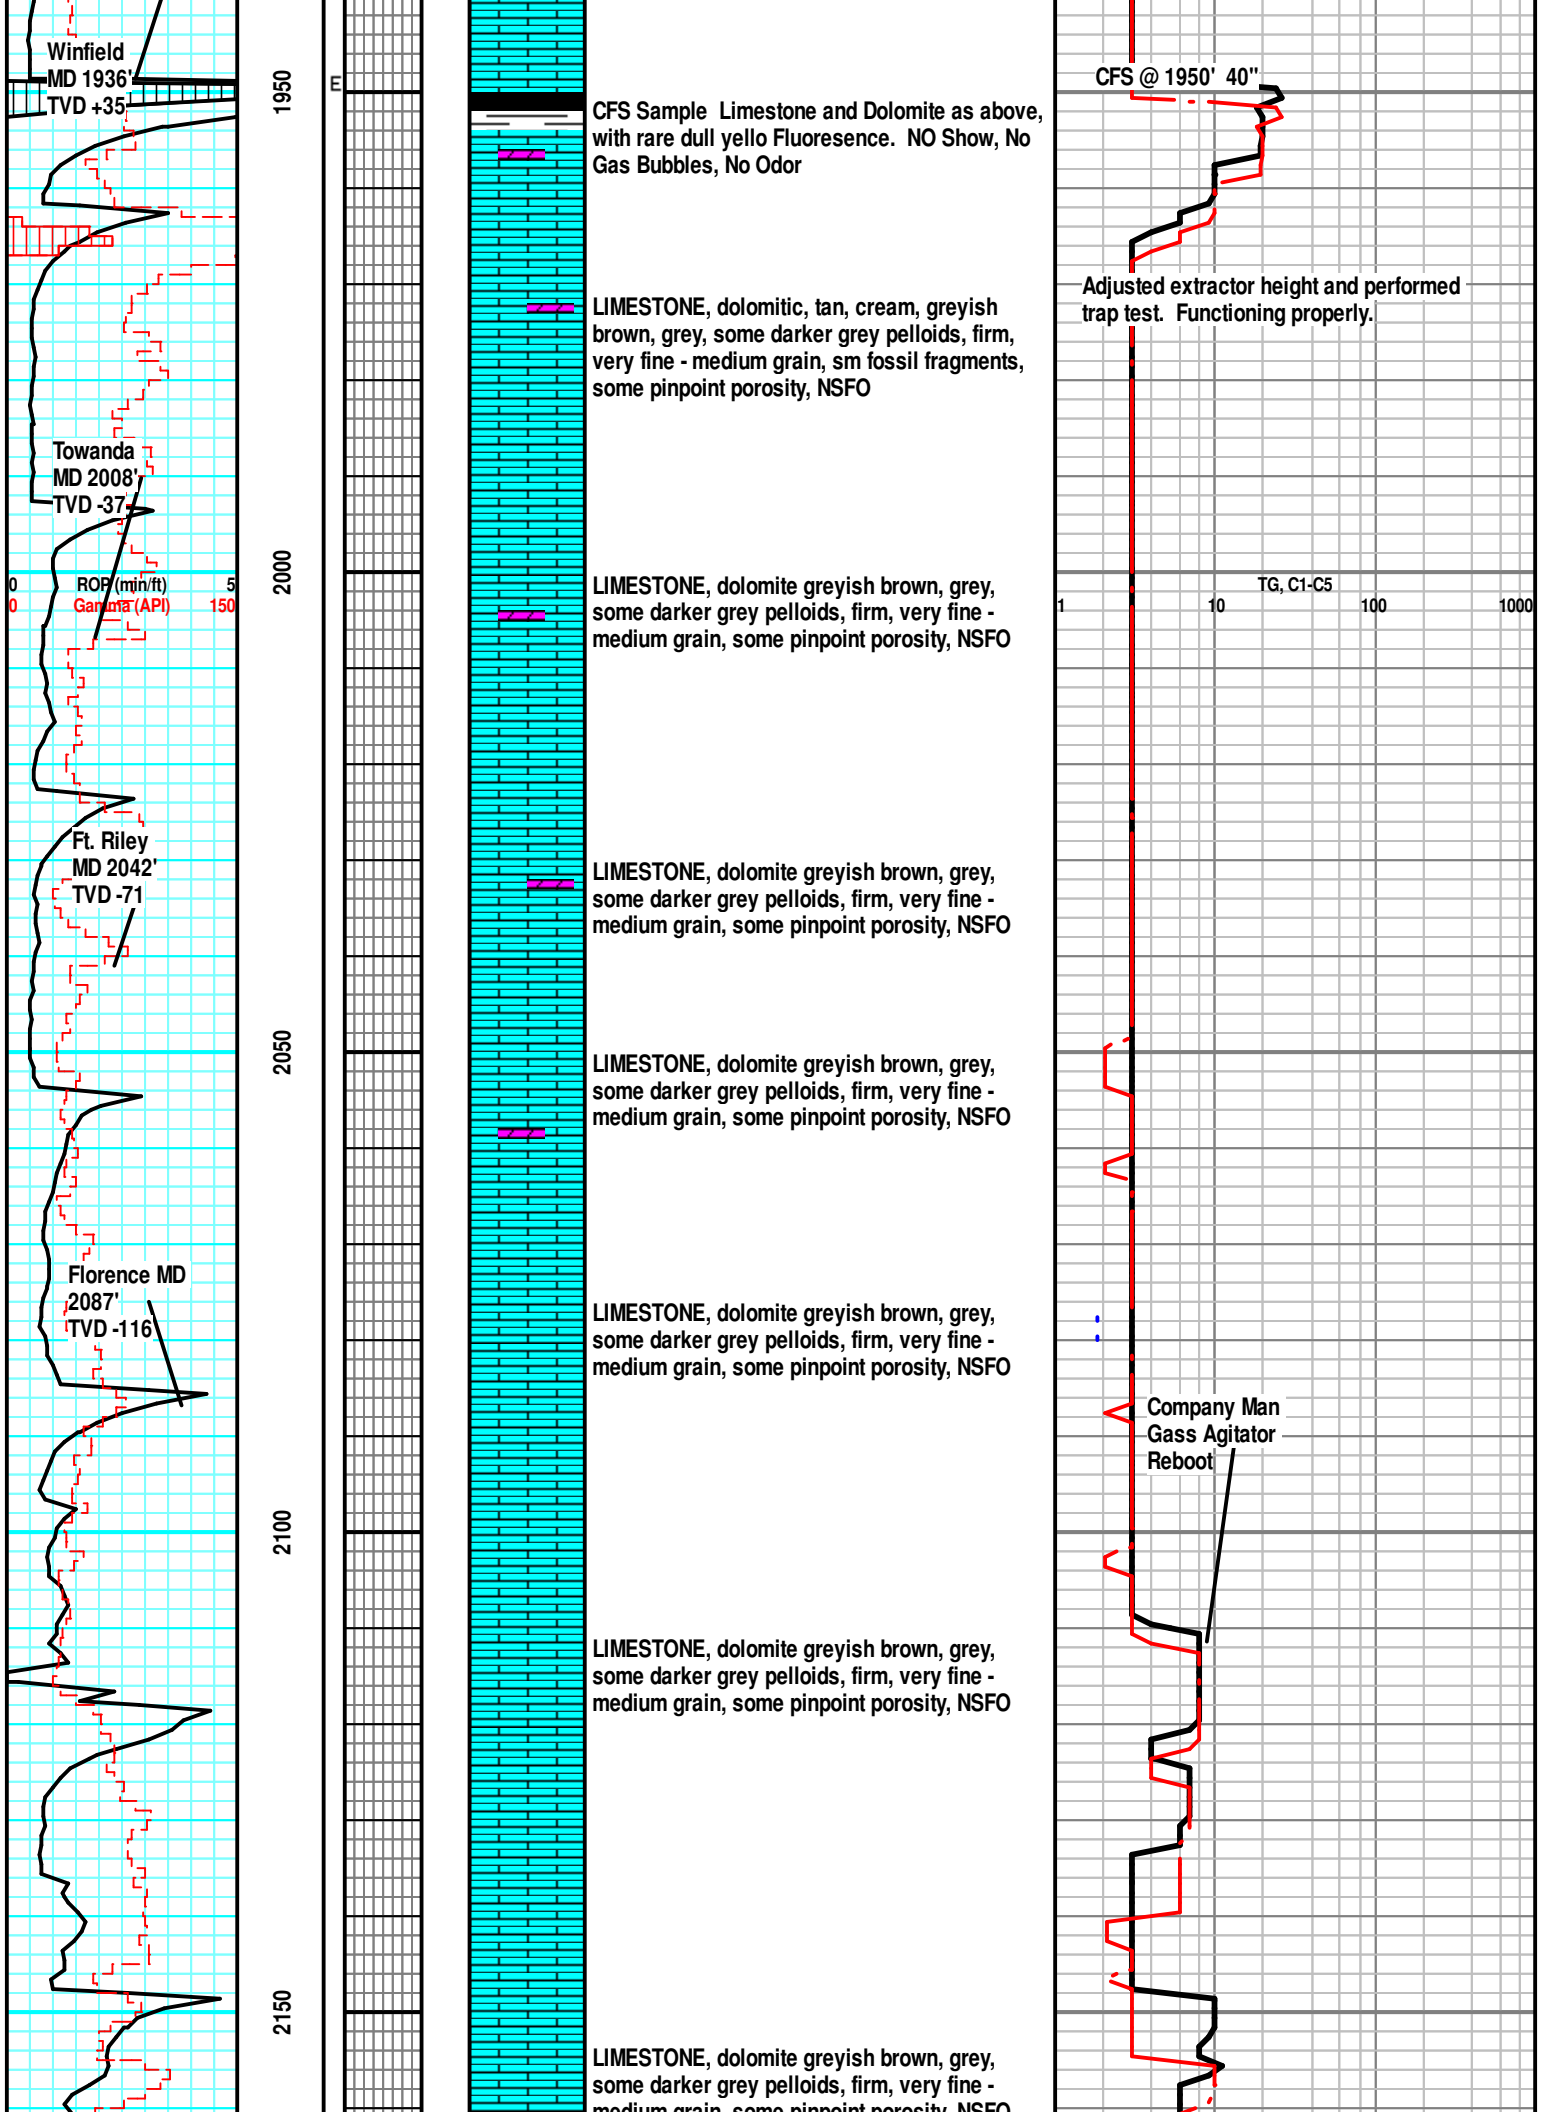 Winfield
MD 1936'
TVD +35
1950
E
CFS @ 1950' 40"
CFS Sample Limestone and Dolomite as above,
with rare dull yello Fluoresence. NO Show, No
Gas Bubbles, No Odor
Adjusted extractor height and performed
trap test. Functioning properly.
LIMESTONE, dolomitic, tan, cream, greyish
brown, grey, some darker grey pelloids, firm,
very fine - medium grain, sm fossil fragments,
some pinpoint porosity, NSFO
Towanda
MD 2008'
TVD -37
2000
0 ROP (min/ft) 5
0 Gamma (API) 150
LIMESTONE, dolomite greyish brown, grey,
some darker grey pelloids, firm, very fine -
medium grain, some pinpoint porosity, NSFO
TG, C1-C5
1 10 100 1000
Ft. Riley
MD 2042'
TVD -71
LIMESTONE, dolomite greyish brown, grey,
some darker grey pelloids, firm, very fine -
medium grain, some pinpoint porosity, NSFO
2050
LIMESTONE, dolomite greyish brown, grey,
some darker grey pelloids, firm, very fine -
medium grain, some pinpoint porosity, NSFO
Florence MD
2087'
TVD -116
LIMESTONE, dolomite greyish brown, grey,
some darker grey pelloids, firm, very fine -
medium grain, some pinpoint porosity, NSFO
Company Man
Gass Agitator
Reboot
2100
LIMESTONE, dolomite greyish brown, grey,
some darker grey pelloids, firm, very fine -
medium grain, some pinpoint porosity, NSFO
2150
LIMESTONE, dolomite greyish brown, grey,
some darker grey pelloids, firm, very fine -
medium grain, some pinpoint porosity, NSFO